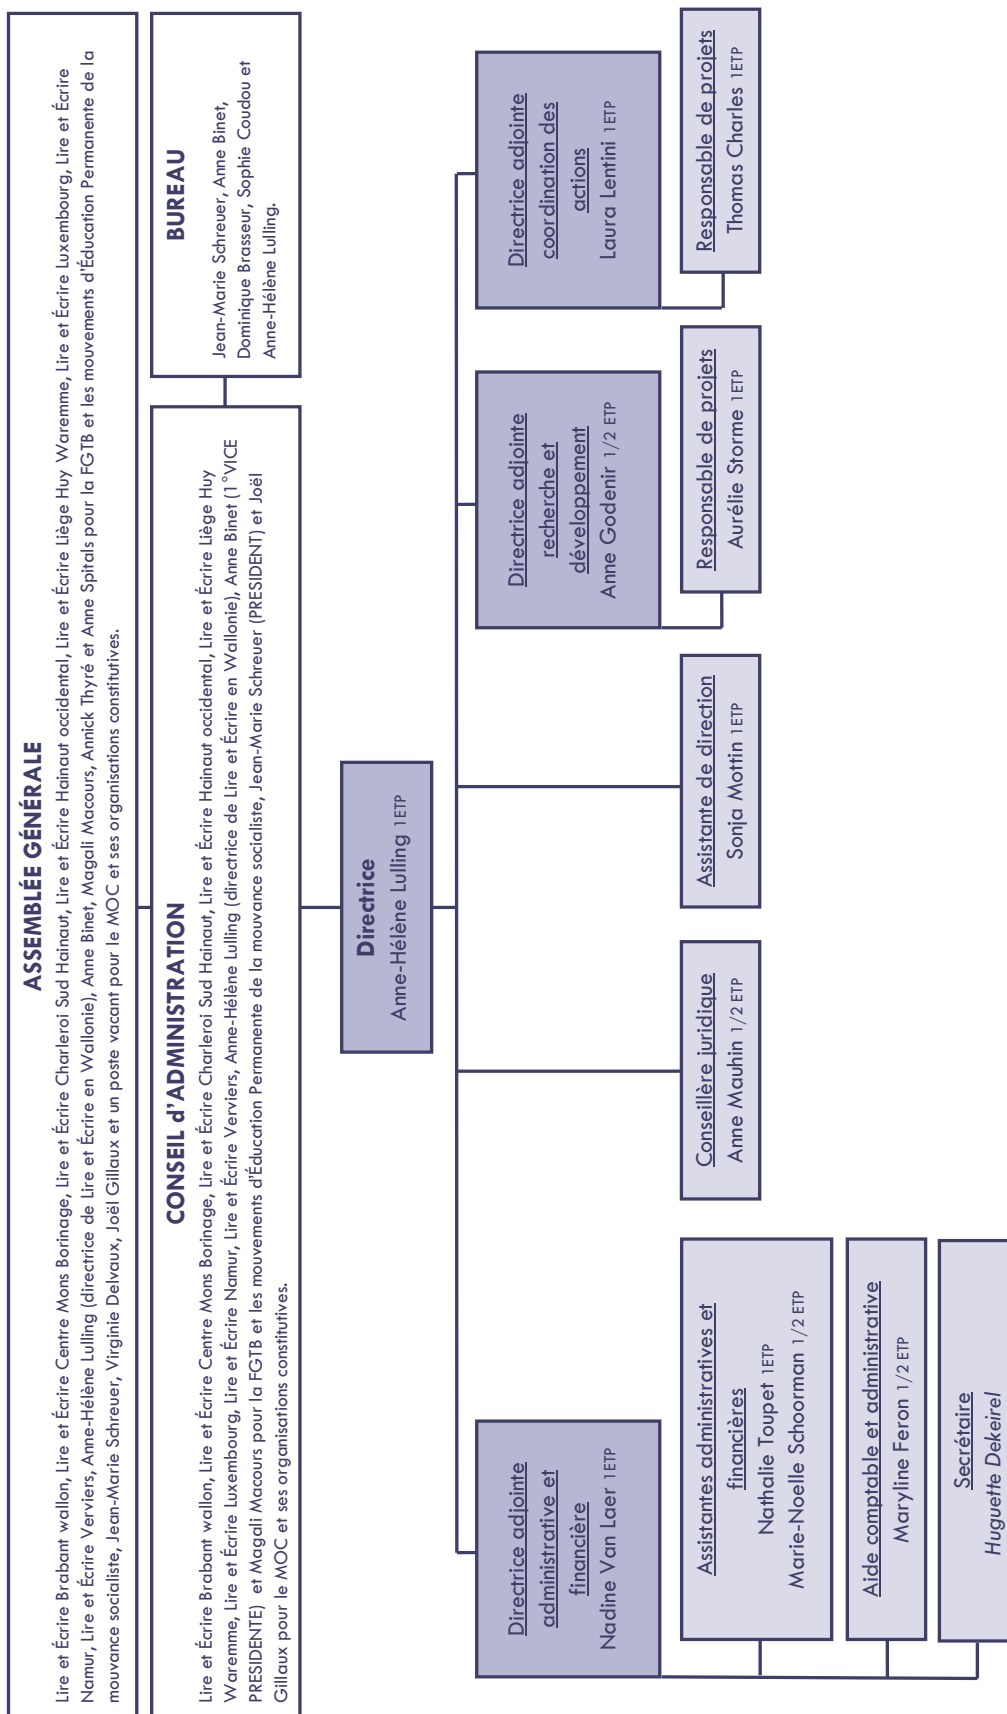 ASSEMBLÉE GÉNÉRALE
Lire et Écrire Brabant wallon, Lire et Écrire Centre Mons Borinage, Lire et Écrire Charleroi Sud Hainaut, Lire et Écrire Hainaut occidental, Lire et Écrire Liège Huy Waremme, Lire et Écrire Luxembourg, Lire et Écrire
Namur, Lire et Écrire Verviers, Anne-Hélène Lulling (directrice de Lire et Écrire en Wallonie), Anne Binet, Magali Macours, Annick Thyré et Anne Spitals pour la FGTB et les mouvements d'Éducation Permanente de la
mouvance socialiste, Jean-Marie Schreuer, Virginie Delvaux, Joël Gillaux et un poste vacant pour le MOC et ses organisations constitutives.
CONSEIL d'ADMINISTRATION
Lire et Écrire Brabant wallon, Lire et Écrire Centre Mons Borinage, Lire et Écrire Charleroi Sud Hainaut, Lire et Écrire Hainaut occidental, Lire et Écrire Liège Huy
Waremme, Lire et Écrire Luxembourg, Lire et Écrire Namur, Lire et Écrire Verviers, Anne-Hélène Lulling (directrice de Lire et Écrire en Wallonie), Anne Binet (1°VICE
PRESIDENTE) et Magali Macours pour la FGTB et les mouvements d'Éducation Permanente de la mouvance socialiste, Jean-Marie Schreuer (PRESIDENT) et Joël
Gillaux pour le MOC et ses organisations constitutives.
BUREAU
Jean-Marie Schreuer, Anne Binet,
Dominique Brasseur, Sophie Coudou et
Anne-Hélène Lulling.
Directrice
Anne-Hélène Lulling 1ETP
Directrice adjointe
administrative et
financière
Nadine Van Laer 1ETP
Directrice adjointe
recherche et
développement
Anne Godenir 1/2 ETP
Directrice adjointe
coordination des
actions
Laura Lentini 1ETP
Assistantes administratives et
financières
Nathalie Toupet 1ETP
Marie-Noelle Schoorman 1/2 ETP
Aide comptable et administrative
Maryline Feron 1/2 ETP
Secrétaire
Huguette Dekeirel
Conseillère juridique
Anne Mauhin 1/2 ETP
Assistante de direction
Sonja Mottin 1ETP
Responsable de projets
Aurélie Storme 1ETP
Responsable de projets
Thomas Charles 1ETP